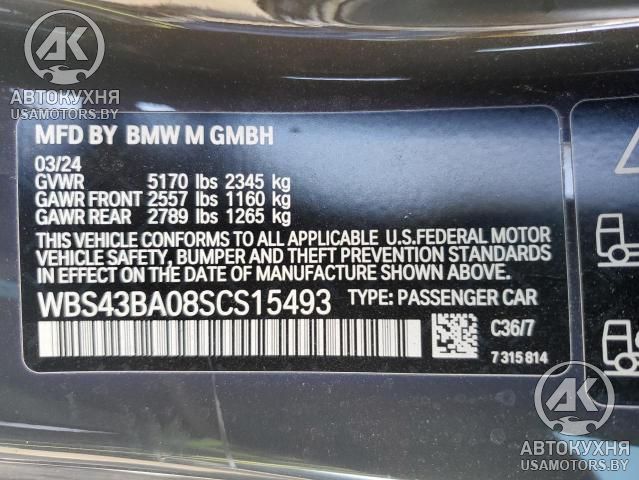 AK
АВТОКУХНЯ
USAMOTORS.BY
MFD BY BMW M GMBH
03/24
GVWR 5170 lbs 2345 kg
GAWR FRONT 2557 lbs 1160 kg
GAWR REAR 2789 lbs 1265 kg
THIS VEHICLE CONFORMS TO ALL APPLICABLE U.S.FEDERAL MOTOR
VEHICLE SAFETY, BUMPER AND THEFT PREVENTION STANDARDS
IN EFFECT ON THE DATE OF MANUFACTURE SHOWN ABOVE.
WBS43BA08SCS15493 TYPE: PASSENGER CAR
C36/7
7 315 814
AK
АВТОКУХНЯ
USAMOTORS.BY